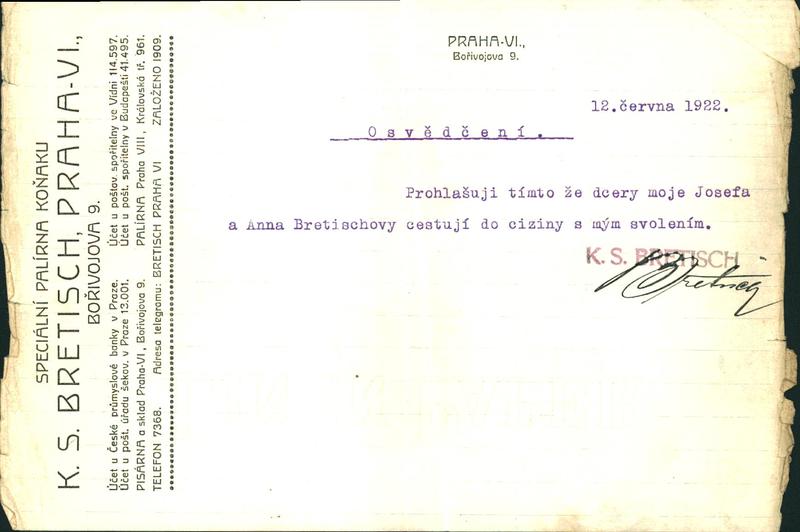 SPECIÁLNÍ PALÍRNA KOŇAKU
K. S. BRETISCH, PRAHA-VI.,
BOŘIVOJOVA 9.
Účet u České průmyslové banky v Praze. Účet u poštov. spořitelny ve Vídni 114.597.
Účet u pošt. úřadu šekov. v Praze 13.001. Účet u pošt. spořitelny v Budapešti 41.495.
PISÁRNA a sklad Praha-VI, Bořivojova 9. PALÍRNA Praha VIII, Královská tř. 961.
TELEFON 7368. Adresa telegramu: BRETISCH PRAHA VI ZALOŽENO 1909.
PRAHA-VI.,
Bořivojova 9.
12.června 1922.
Osvědčení.
Prohlašuji tímto že dcery moje Josefa
a Anna Bretischovy cestují do ciziny s mým svolením.
K. S. BRETISCH
Bretisch